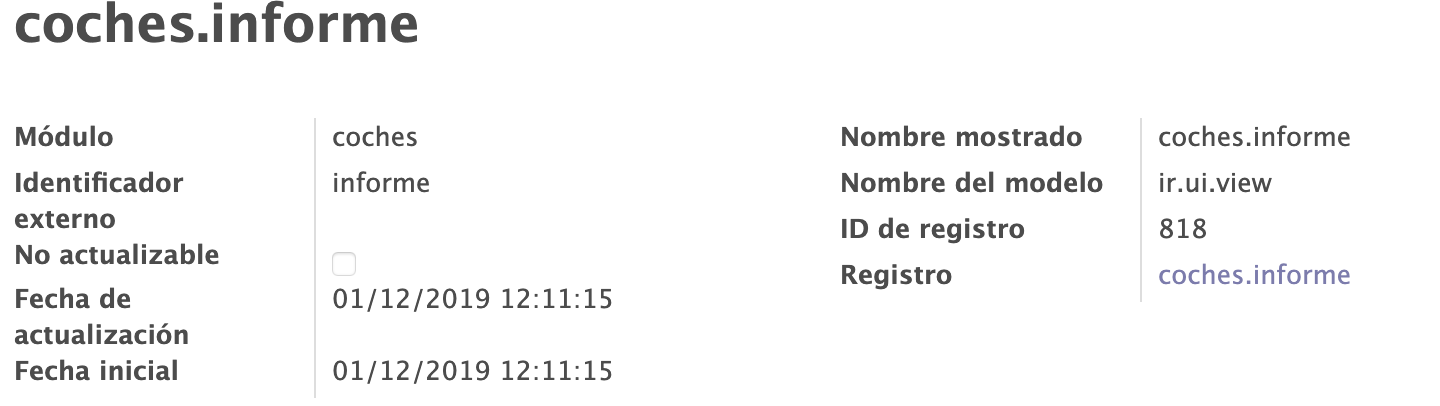 coches.informe
Módulo
coches
Identificador
externo
informe
No actualizable
Fecha de
actualización
01/12/2019 12:11:15
Fecha inicial
01/12/2019 12:11:15
Nombre mostrado
coches.informe
Nombre del modelo
ir.ui.view
ID de registro
818
Registro
coches.informe